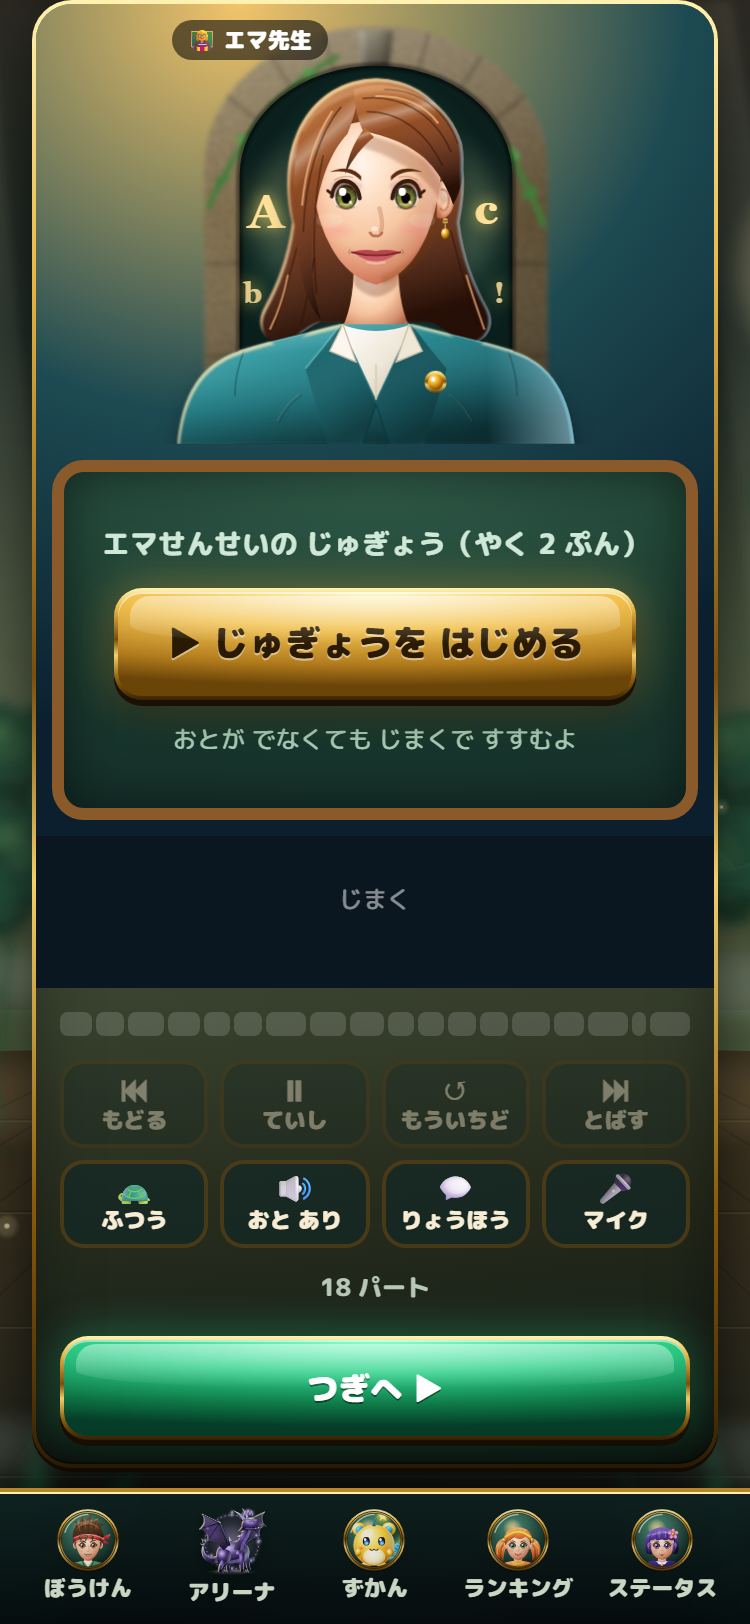 エマ先生
A
c
b
!
エマせんせいの じゅぎょう（やく 2 ぷん）
▶ じゅぎょうを はじめる
おとが でなくても じまくで すすむよ
じまく
もどる
ていし
もういちど
とばす
ふつう
おと あり
りょうほう
マイク
18 パート
つぎへ ▶
ぼうけん
アリーナ
ずかん
ランキング
ステータス